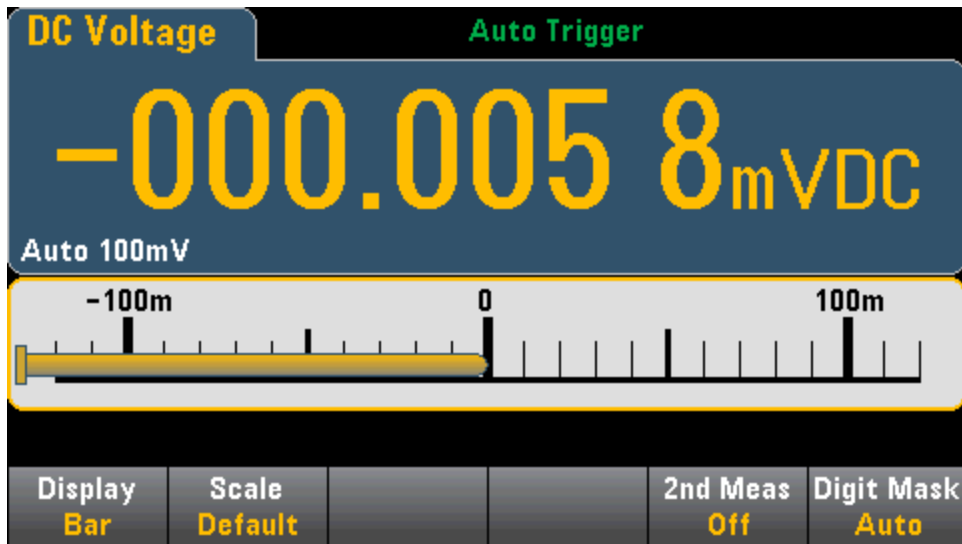 DC Voltage Auto Trigger
-000.005 8mVDC
Auto 100mV
-100m 0 100m
Display Scale 2nd Meas Digit Mask
Bar Default Off Auto